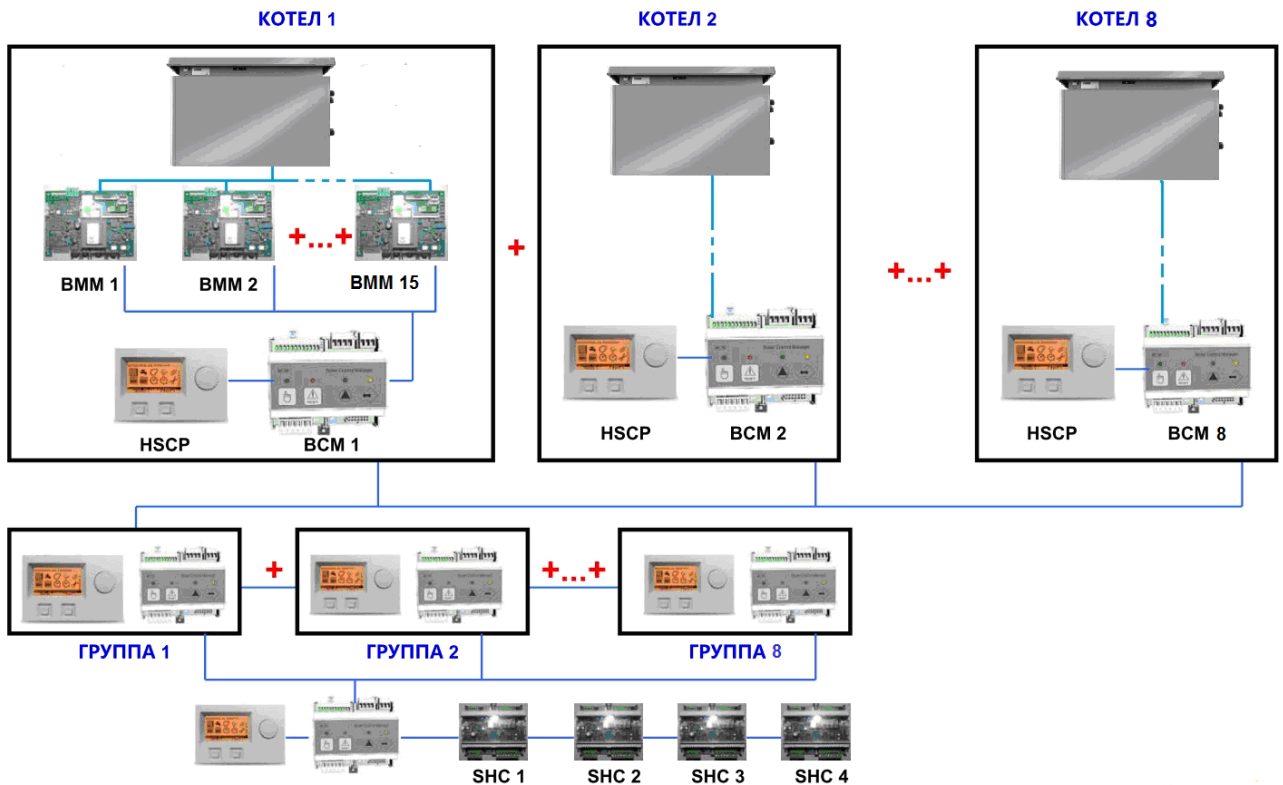 КОТЕЛ 1
КОТЕЛ 2
КОТЕЛ 8
+...+
BMM 1
BMM 2
BMM 15
+
+...+
HSCP
BCM 1
HSCP
BCM 2
HSCP
BCM 8
+
+...+
ГРУППА 1
ГРУППА 2
ГРУППА 8
SHC 1
SHC 2
SHC 3
SHC 4